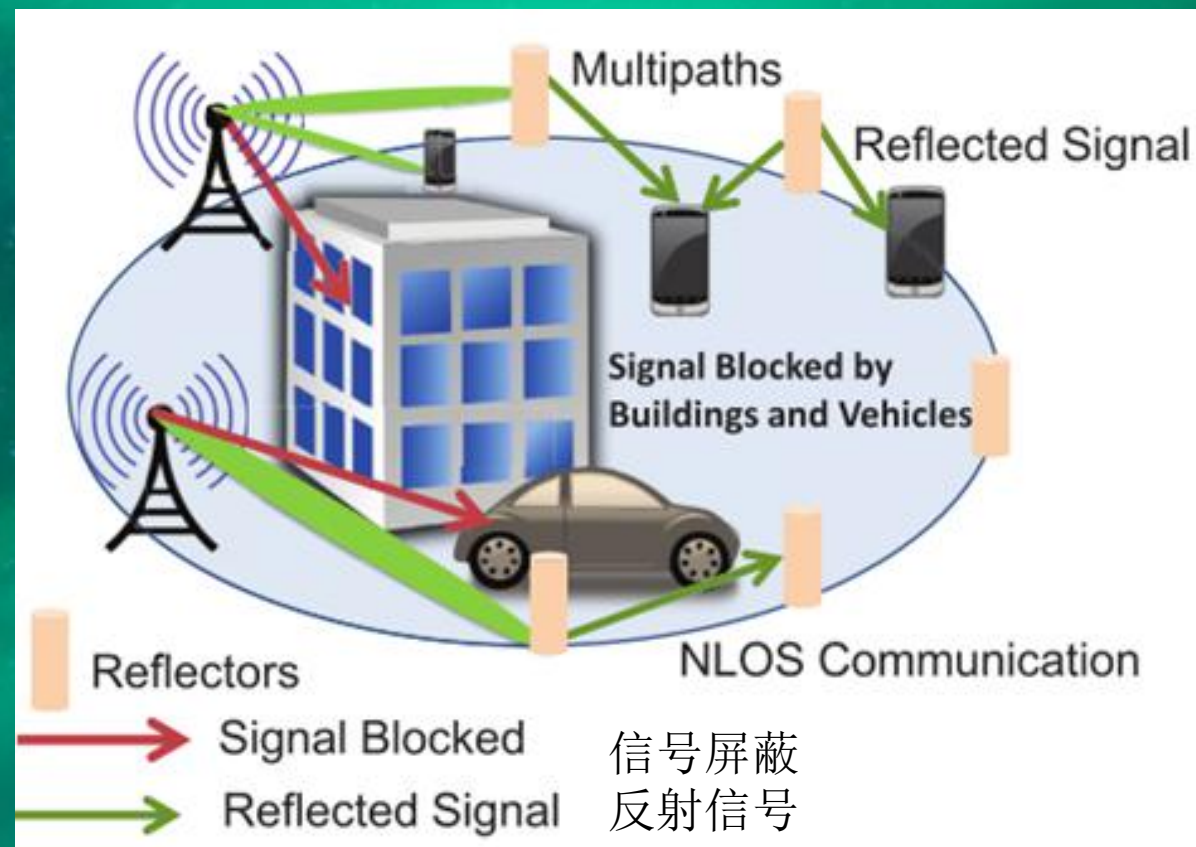 Multipaths
Reflected Signal
Signal Blocked by
Buildings and Vehicles
NLOS Communication
Reflectors
Signal Blocked 信号屏蔽
Reflected Signal 反射信号